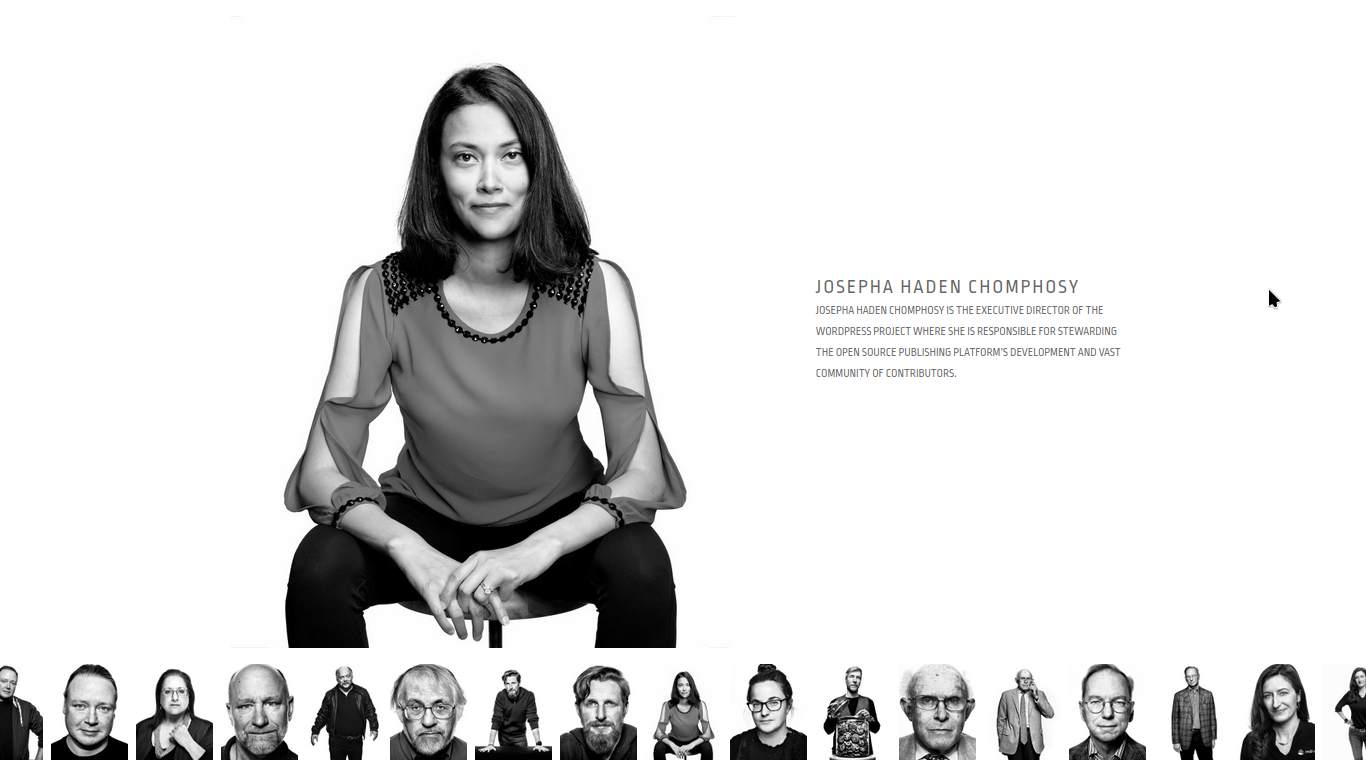 JOSEPHA HADEN CHOMPHOSY
JOSEPHA HADEN CHOMPHOSY IS THE EXECUTIVE DIRECTOR OF THE
WORDPRESS PROJECT WHERE SHE IS RESPONSIBLE FOR STEWARDING
THE OPEN SOURCE PUBLISHING PLATFORM'S DEVELOPMENT AND VAST
COMMUNITY OF CONTRIBUTORS.